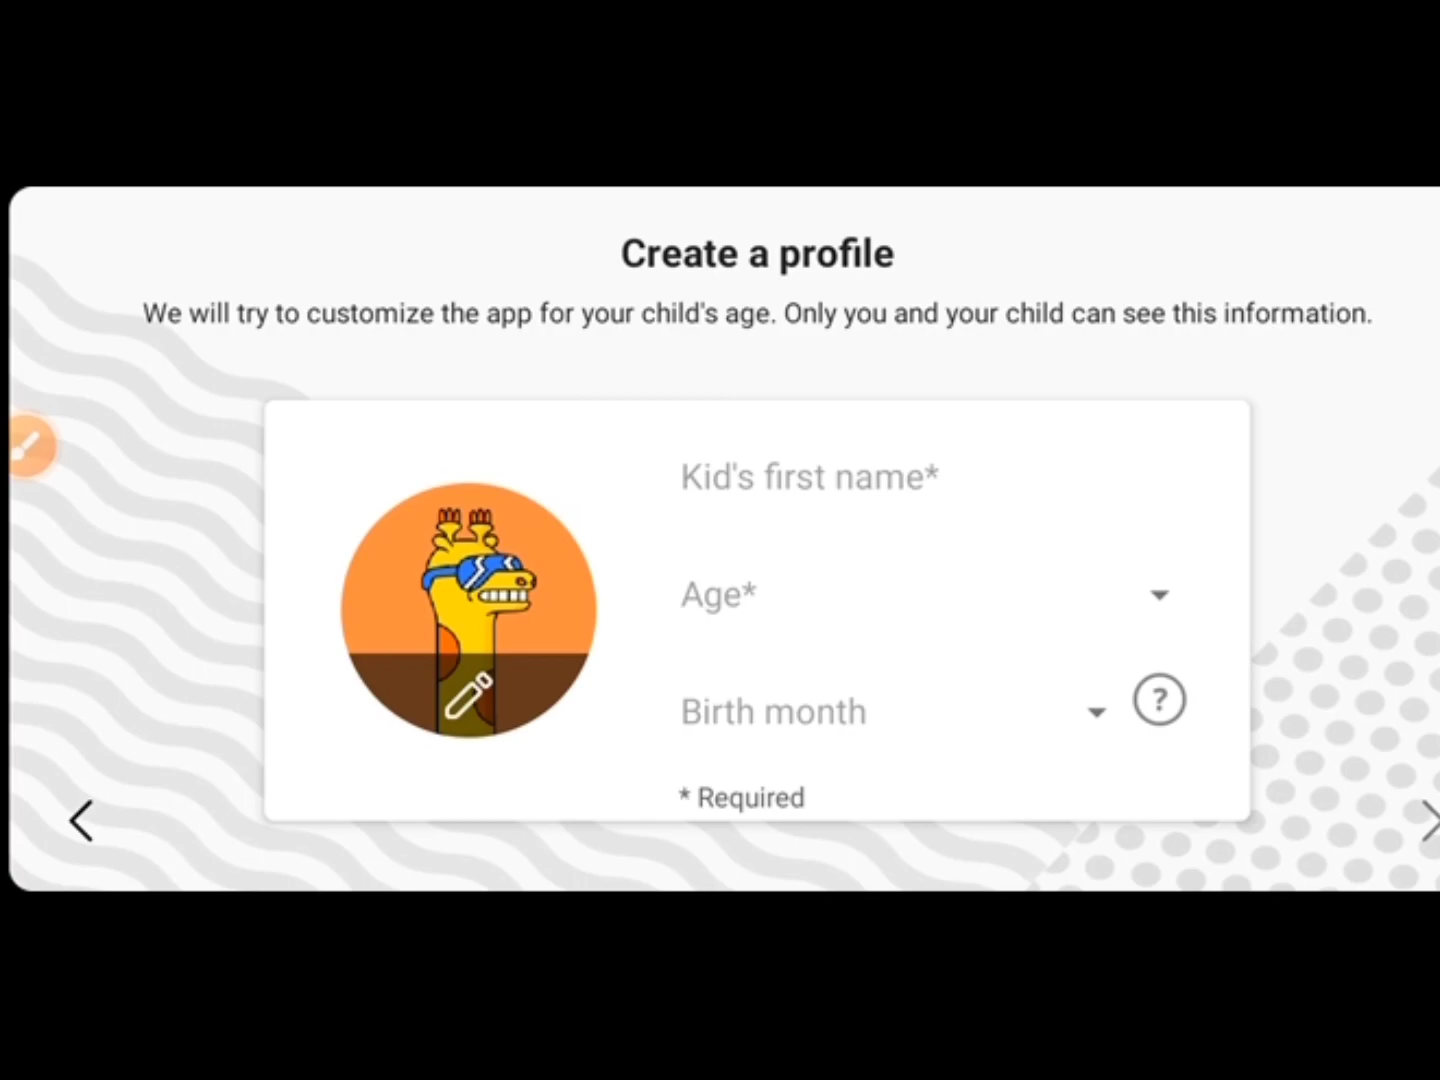 Create a profile
We will try to customize the app for your child's age. Only you and your child can see this information.
Kid's first name*
Age*
Birth month
?
* Required